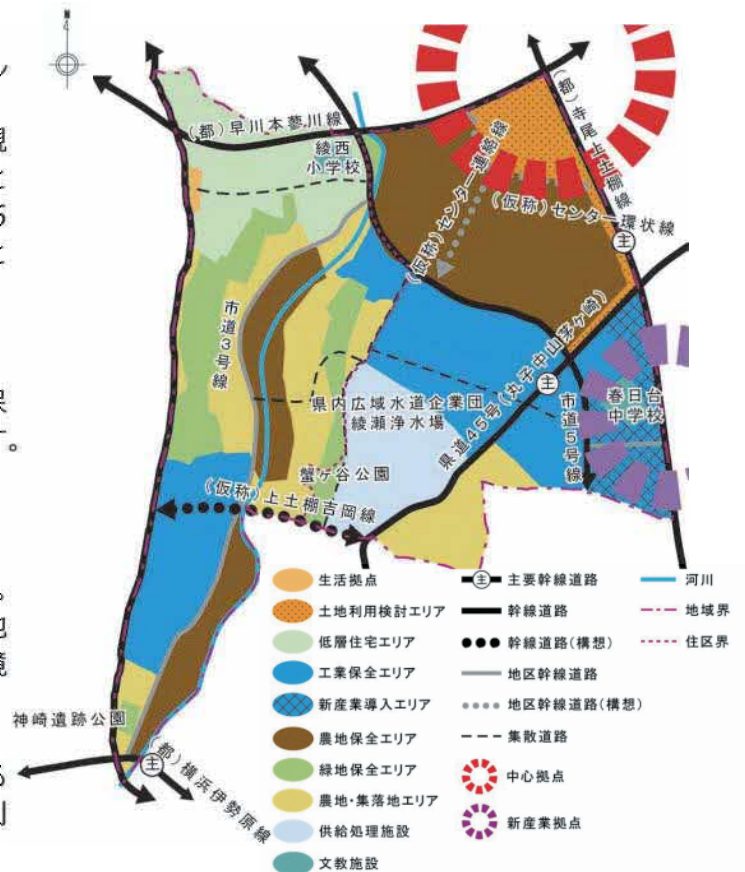 N
4
(都)早川本蓼川線
(都)寺尾上土棚線
綾西
小学校
(仮称)センター連絡線
(仮称)センター環状線
主
市道3号線
県内広域水道企業団
綾瀬浄水場
県道45号(丸子中山茅ヶ崎)
主
市道5号線
春日台
中学校
蟹ヶ谷公園
(仮称)上土棚吉岡線
神崎遺跡公園
主
(都)横浜伊勢原線
生活拠点
土地利用検討エリア
低層住宅エリア
工業保全エリア
新産業導入エリア
農地保全エリア
緑地保全エリア
農地・集落地エリア
供給処理施設
文教施設
主 主要幹線道路
幹線道路
幹線道路(構想)
地区幹線道路
地区幹線道路(構想)
集散道路
中心拠点
新産業拠点
河川
地域界
住区界